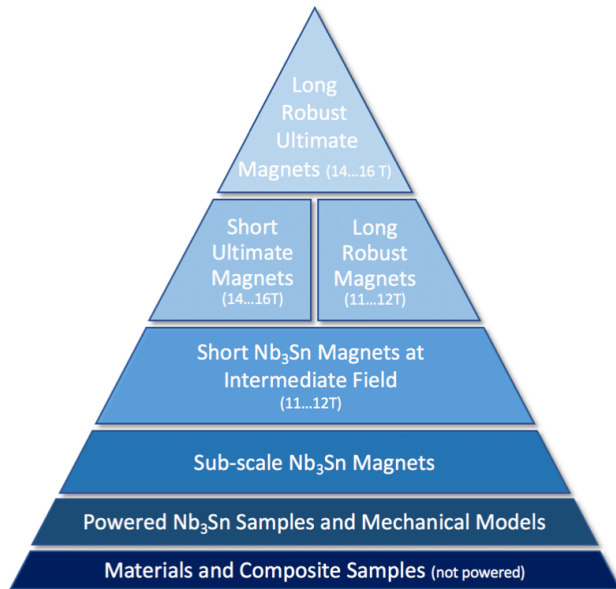 Long
Robust
Ultimate
Magnets (14...16 T)
Short
Ultimate
Magnets
(14...16T)
Long
Robust
Magnets
(11...12T)
Short Nb₃Sn Magnets at
Intermediate Field
(11...12T)
Sub-scale Nb₃Sn Magnets
Powered Nb₃Sn Samples and Mechanical Models
Materials and Composite Samples (not powered)